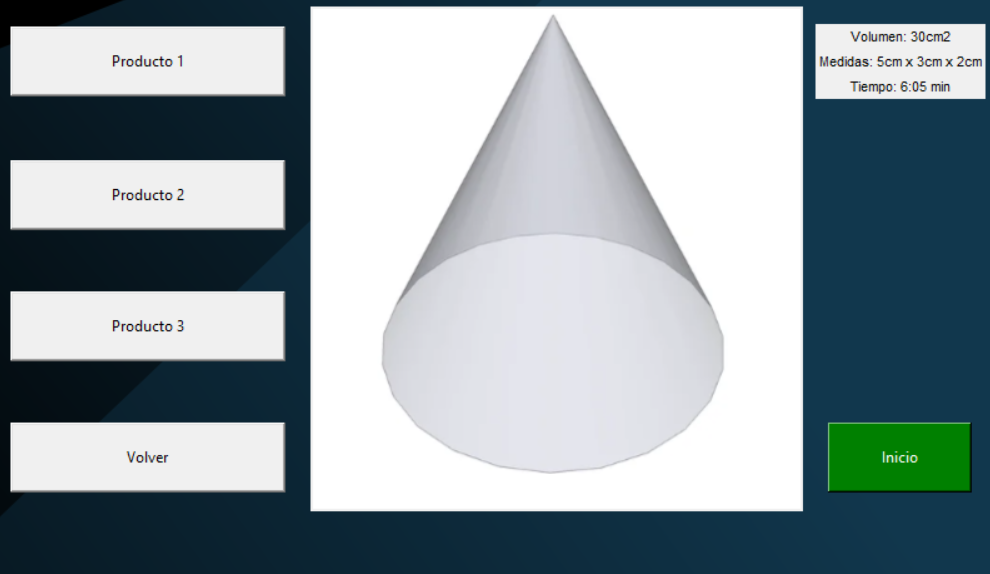 Producto 1
Producto 2
Producto 3
Volver
Volumen: 30cm2
Medidas: 5cm x 3cm x 2cm
Tiempo: 6:05 min
Inicio